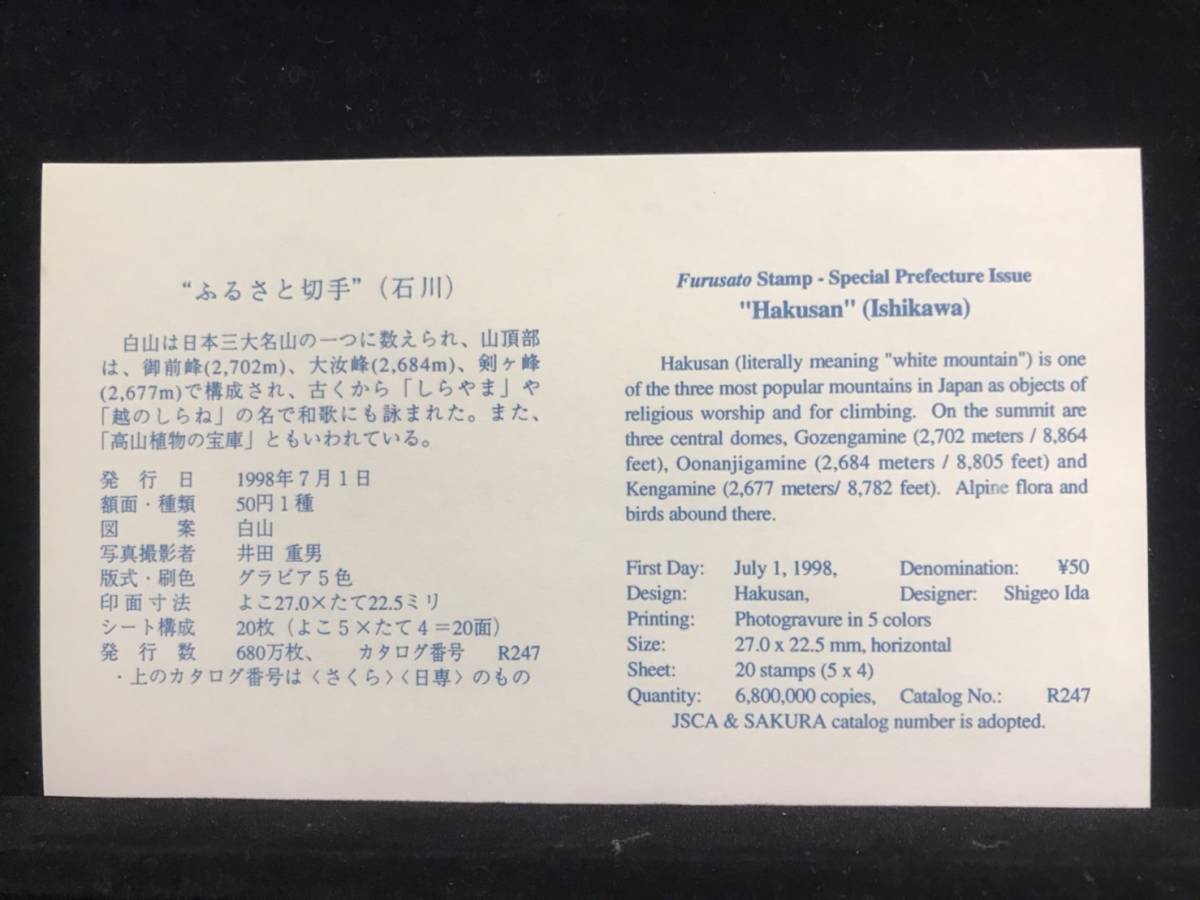 “ふるさと切手”（石川）
白山は日本三大名山の一つに数えられ、山頂部
は、御前峰(2,702m)、大汝峰(2,684m)、剣ヶ峰
(2,677m)で構成され、古くから「しらやま」や
「越のしらね」の名で和歌にも詠まれた。また、
「高山植物の宝庫」ともいわれている。
発行日 1998年7月1日
額面・種類 50円1種
図案 白山
写真撮影者 井田 重男
版式・刷色 グラビア5色
印面寸法 よこ27.0×たて22.5ミリ
シート構成 20枚（よこ5×たて4＝20面）
発行数 680万枚、 カタログ番号 R247
・上のカタログ番号は〈さくら〉〈日専〉のもの
Furusato Stamp - Special Prefecture Issue
"Hakusan" (Ishikawa)
Hakusan (literally meaning "white mountain") is one
of the three most popular mountains in Japan as objects of
religious worship and for climbing. On the summit are
three central domes, Gozengamine (2,702 meters / 8,864
feet), Oonanjigamine (2,684 meters / 8,805 feet) and
Kengamine (2,677 meters/ 8,782 feet). Alpine flora and
birds abound there.
First Day: July 1, 1998, Denomination: ¥50
Design: Hakusan, Designer: Shigeo Ida
Printing: Photogravure in 5 colors
Size: 27.0 x 22.5 mm, horizontal
Sheet: 20 stamps (5 x 4)
Quantity: 6,800,000 copies, Catalog No.: R247
JSCA & SAKURA catalog number is adopted.